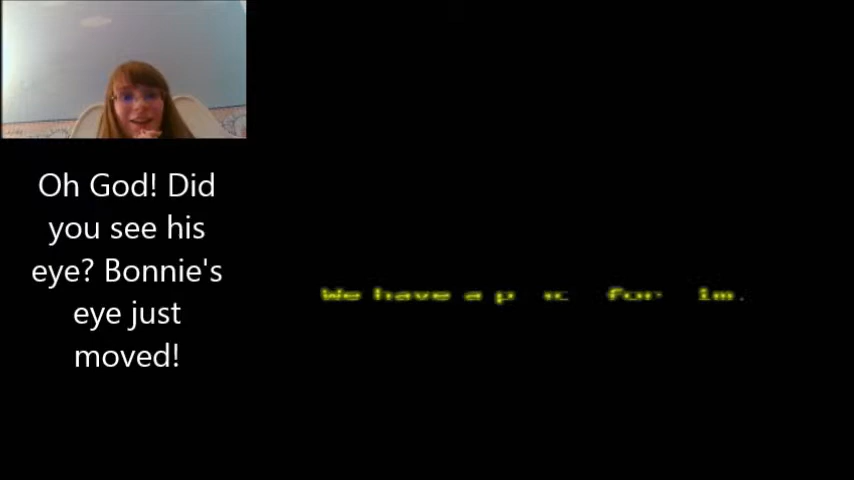 Oh God! Did
you see his
eye? Bonnie's
eye just
moved!
We have a for